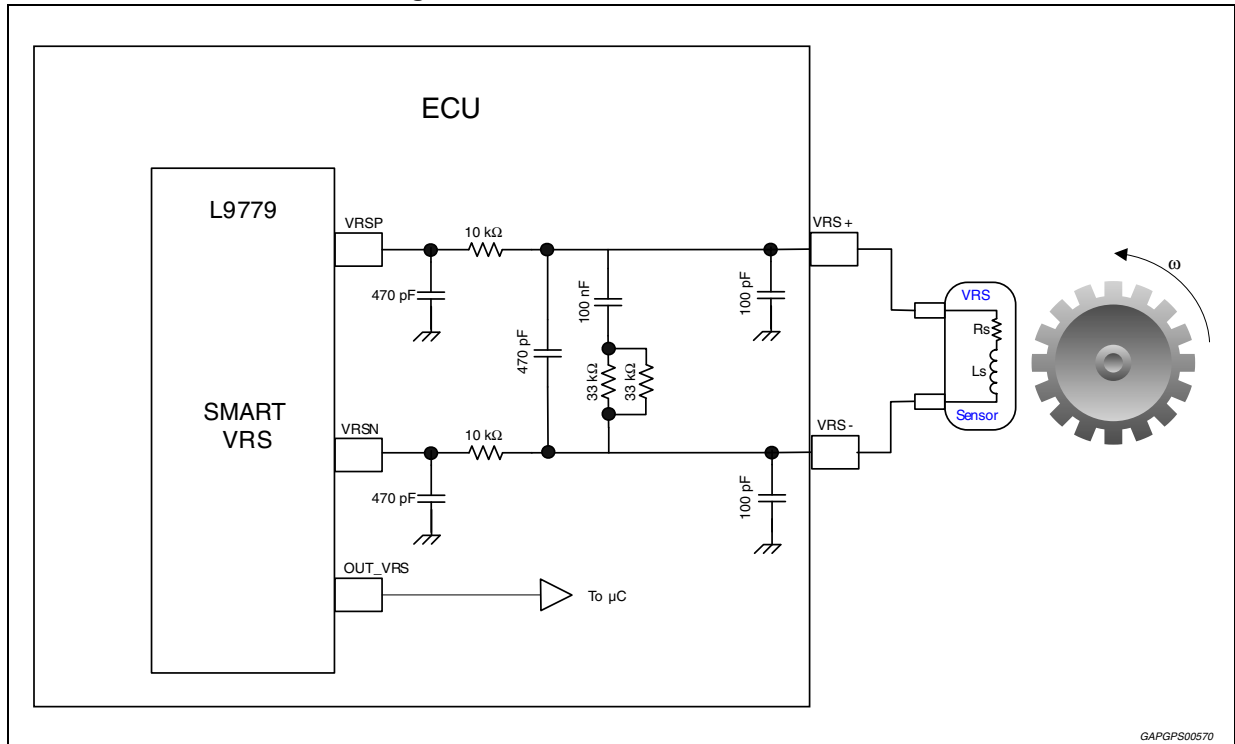 ECU
L9779
SMART
VRS
VRSP
10 kΩ
470 pF
470 pF
100 nF
33 kΩ
33 kΩ
100 pF
VRS+
VRSN
10 kΩ
470 pF
100 pF
VRS-
OUT_VRS
To µC
VRS
Rs
Ls
Sensor
ω
GAPGPS00570